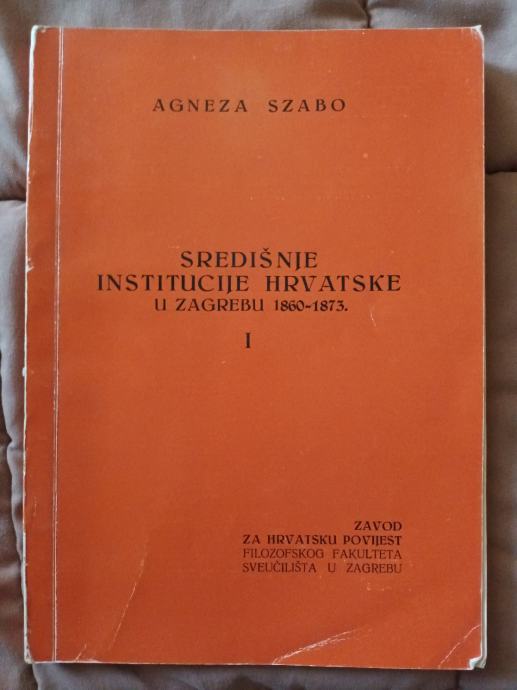 AGNEZA SZABO
SREDIŠNJE
INSTITUCIJE HRVATSKE
U ZAGREBU 1860-1873.
I
ZAVOD
ZA HRVATSKU POVIJEST
FILOZOFSKOG FAKULTETA
SVEUČILIŠTA U ZAGREBU